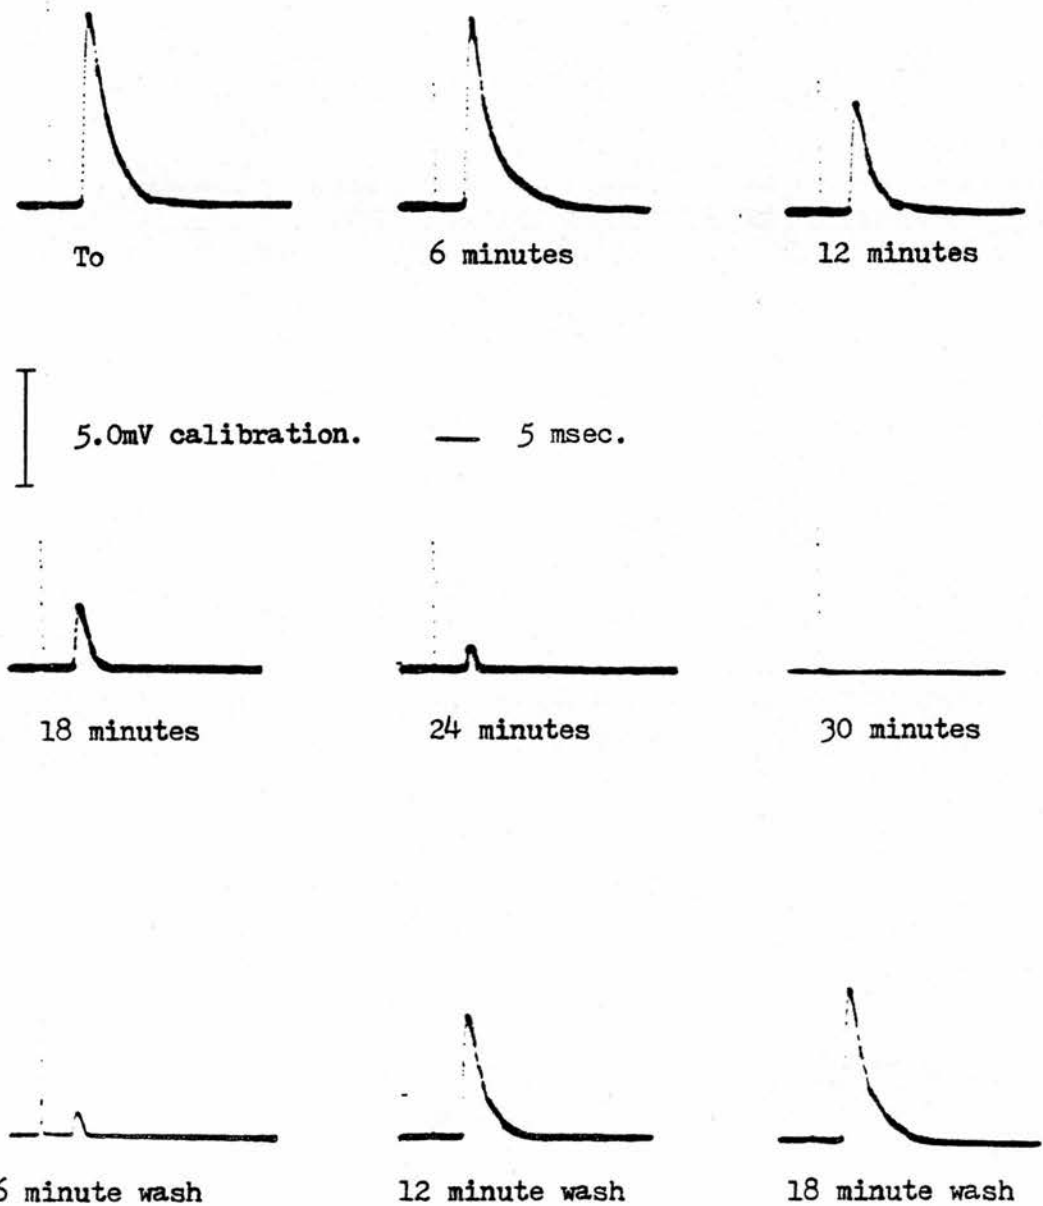 To
6 minutes
12 minutes
5.0mV calibration.
5 msec.
18 minutes
24 minutes
30 minutes
6 minute wash
12 minute wash
18 minute wash